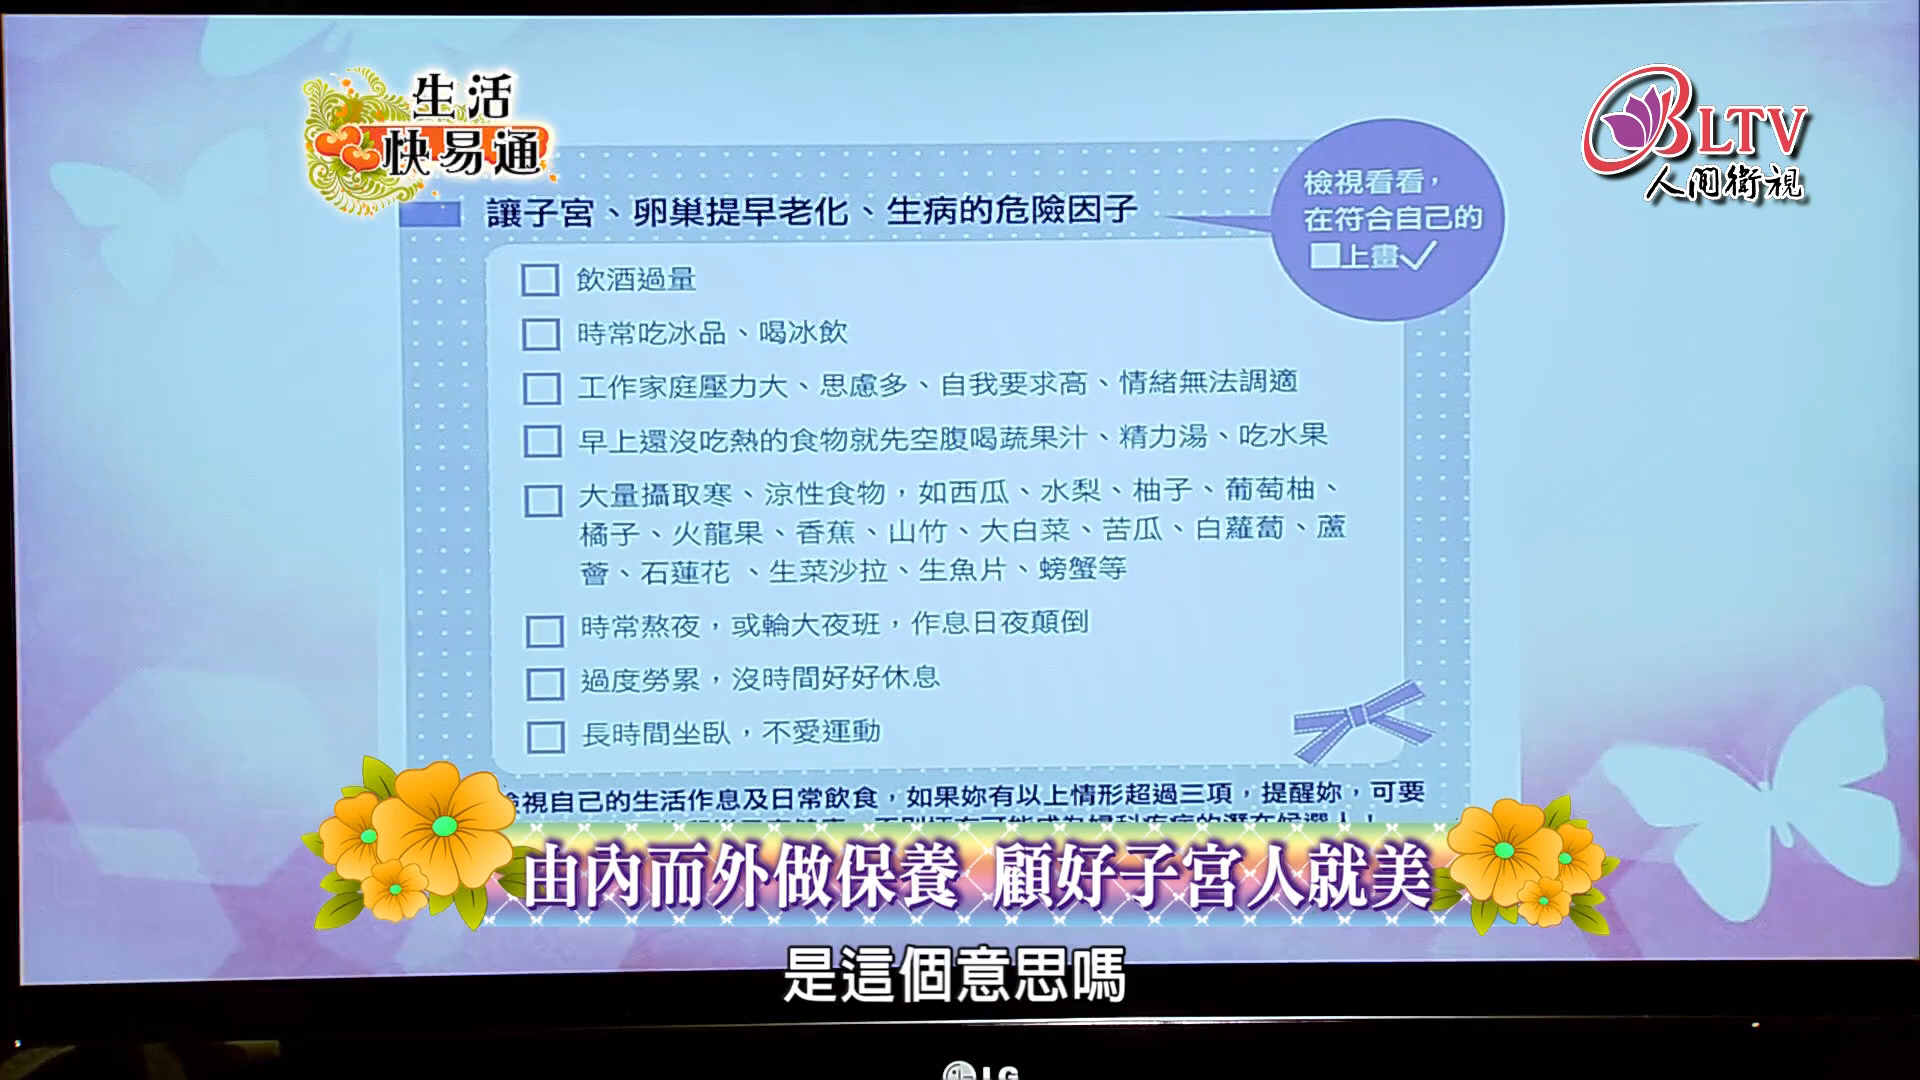 生活
快易通
BLTV
人間衛視
檢視看看，
在符合自己的
□上畫✓
讓子宮、卵巢提早老化、生病的危險因子
□ 飲酒過量
□ 時常吃冰品、喝冰飲
□ 工作家庭壓力大、思慮多、自我要求高、情緒無法調適
□ 早上還沒吃熱的食物就先空腹喝蔬果汁、精力湯、吃水果
□ 大量攝取寒、涼性食物，如西瓜、水梨、柚子、葡萄柚、
橘子、火龍果、香蕉、山竹、大白菜、苦瓜、白蘿蔔、蘆
薈、石蓮花、生菜沙拉、生魚片、螃蟹等
□ 時常熬夜，或輪大夜班，作息日夜顛倒
□ 過度勞累，沒時間好好休息
□ 長時間坐臥，不愛運動
檢視自己的生活作息及日常飲食，如果妳有以上情形超過三項，提醒妳，可要
由內而外做保養 顧好子宮人就美
是這個意思嗎
LG